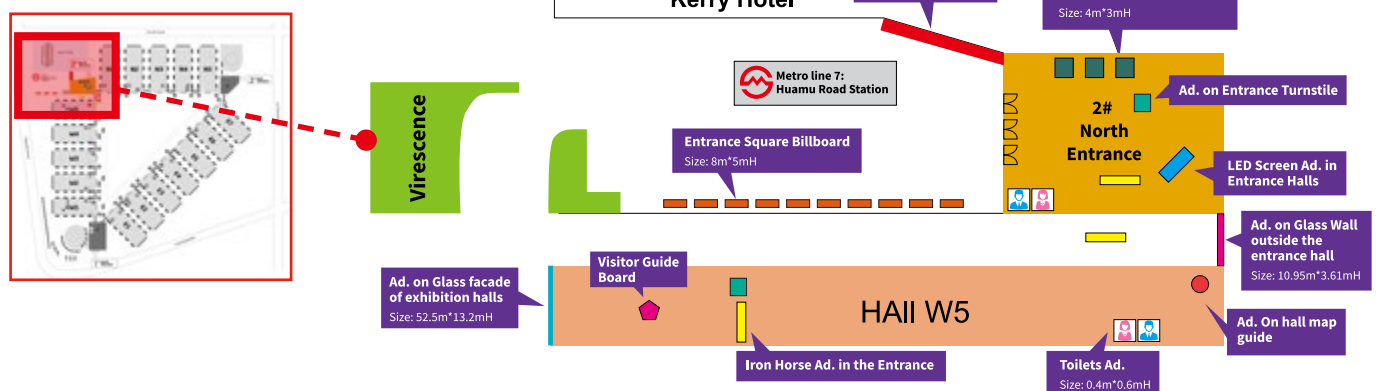 Kerry Hotel
Size: 4m*3mH
Metro line 7:
Huamu Road Station
Ad. on Entrance Turnstile
2#
North
Entrance
Virescence
Entrance Square Billboard
Size: 8m*5mH
LED Screen Ad. in
Entrance Halls
Ad. on Glass Wall
outside the
entrance hall
Size: 10.95m*3.61mH
Visitor Guide
Board
Ad. on Glass facade
of exhibition halls
Size: 52.5m*13.2mH
HAll W5
Ad. On hall map
guide
Iron Horse Ad. in the Entrance
Toilets Ad.
Size: 0.4m*0.6mH